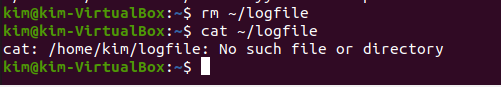 kim@kim-VirtualBox:~$ rm ~/logfile
kim@kim-VirtualBox:~$ cat ~/logfile
cat: /home/kim/logfile: No such file or directory
kim@kim-VirtualBox:~$